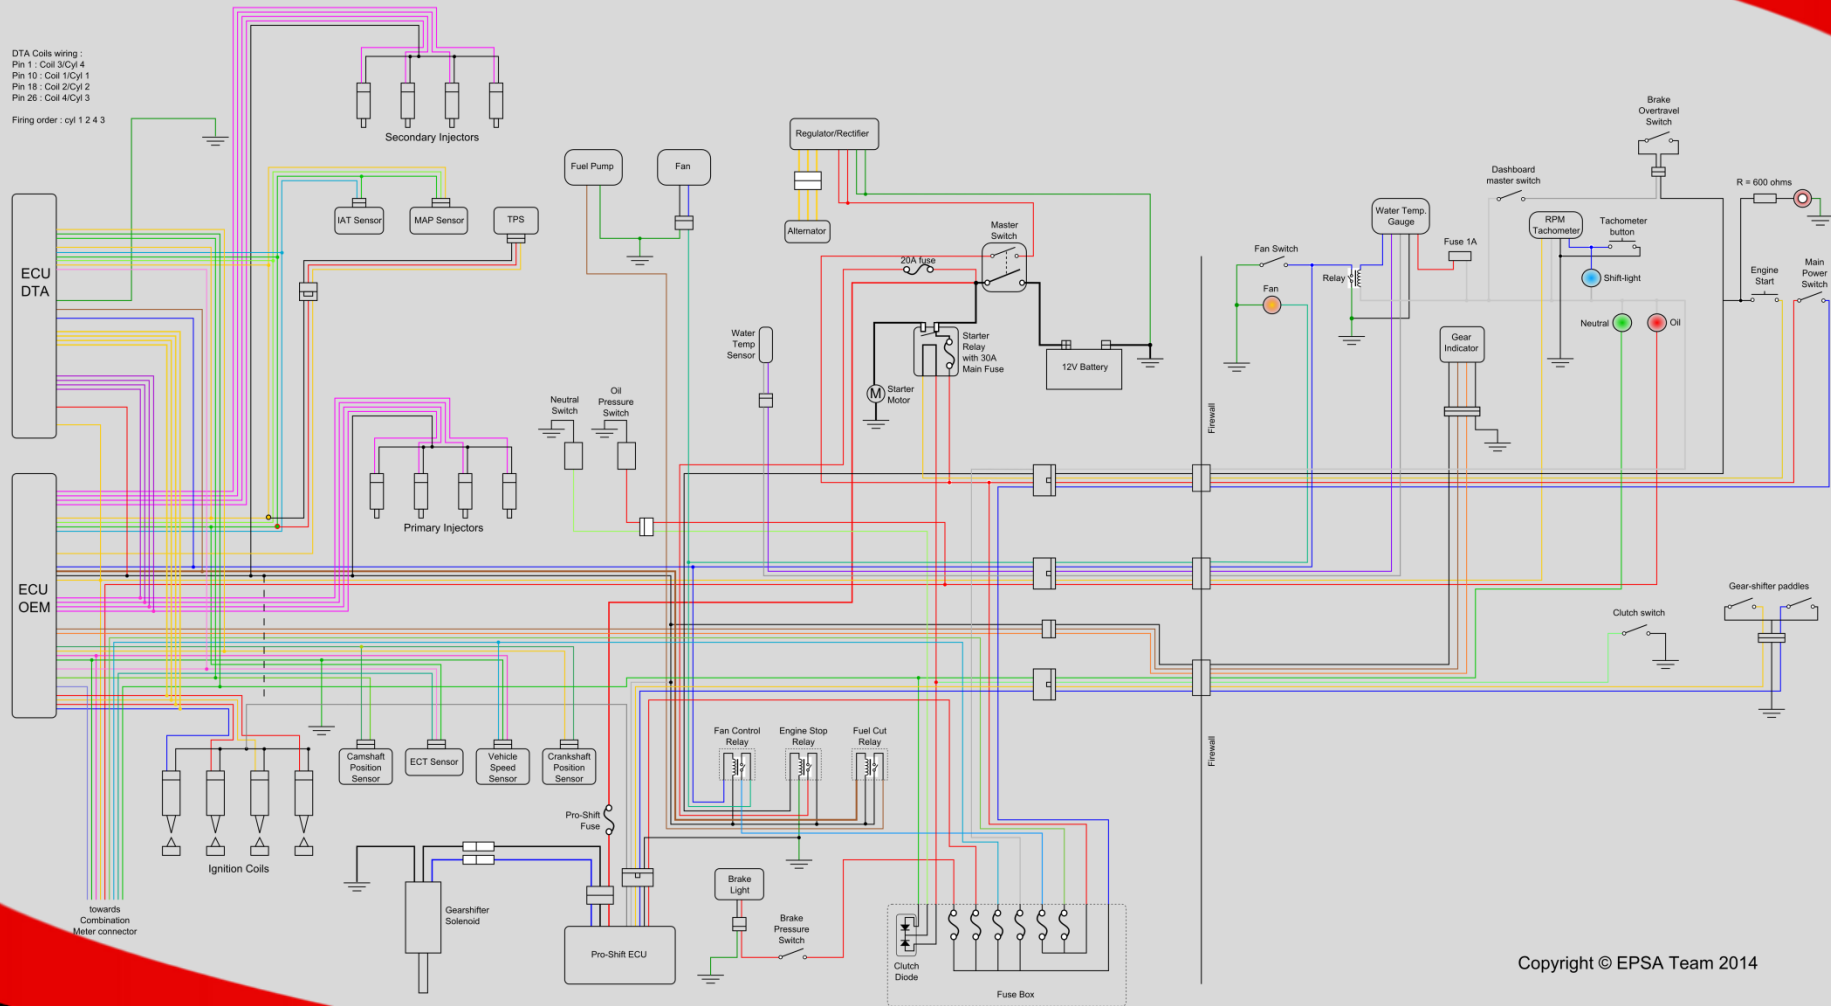 DTA Coils wiring :
Pin 1 : Coil 3/Cyl 4
Pin 10 : Coil 1/Cyl 1
Pin 18 : Coil 2/Cyl 2
Pin 26 : Coil 4/Cyl 3
Firing order : cyl 1 2 4 3
Secondary Injectors
Fuel Pump
Fan
Regulator/Rectifier
Alternator
Brake
Overtravel
Switch
Dashboard
master switch
R = 600 ohms
IAT Sensor
MAP Sensor
TPS
Master
Switch
20A fuse
Water Temp.
Gauge
RPM
Tachometer
Tachometer
button
Fan Switch
Fuse 1A
Relay
Shift-light
Engine
Start
Main
Power
Switch
ECU
DTA
Fan
Neutral
Oil
Water
Temp
Sensor
Starter
Relay
with 30A
Main Fuse
12V Battery
Gear
Indicator
M
Starter
Motor
Neutral
Switch
Oil
Pressure
Switch
Firewall
Primary Injectors
ECU
OEM
Clutch switch
Gear-shifter paddles
Fan Control
Relay
Engine Stop
Relay
Fuel Cut
Relay
Firewall
Camshaft
Position
Sensor
ECT Sensor
Vehicle
Speed
Sensor
Crankshaft
Position
Sensor
Pro-Shift
Fuse
Ignition Coils
towards
Combination
Meter connector
Gearshifter
Solenoid
Pro-Shift ECU
Brake
Light
Brake
Pressure
Switch
Clutch
Diode
Fuse Box
Copyright © EPSA Team 2014